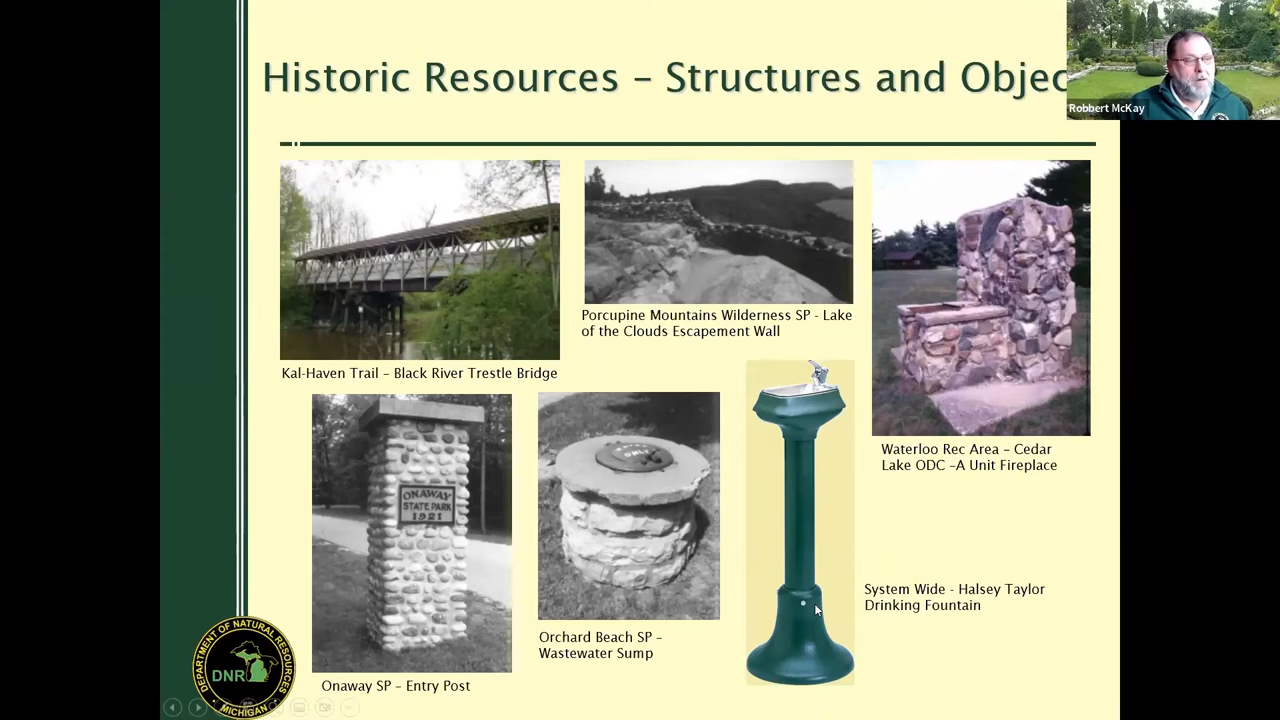 Historic Resources – Structures and Objec
Robbert McKay
Porcupine Mountains Wilderness SP - Lake
of the Clouds Escapement Wall
Kal-Haven Trail – Black River Trestle Bridge
Waterloo Rec Area – Cedar
Lake ODC –A Unit Fireplace
ONAWAY
STATE PARK
1921
System Wide - Halsey Taylor
Drinking Fountain
Orchard Beach SP –
Wastewater Sump
Onaway SP – Entry Post
DEPARTMENT OF NATURAL RESOURCES
DNR
MICHIGAN